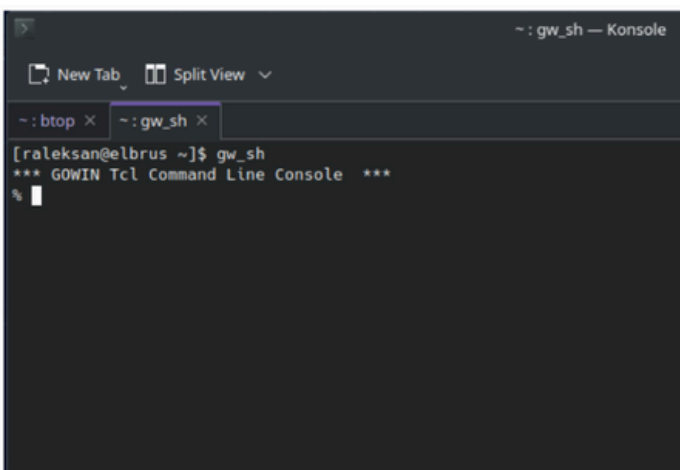 ~ : gw_sh — Konsole
New Tab Split View
~ : btop ~ : gw_sh
[raleksan@elbrus ~]$ gw_sh
*** GOWIN Tcl Command Line Console  ***
%